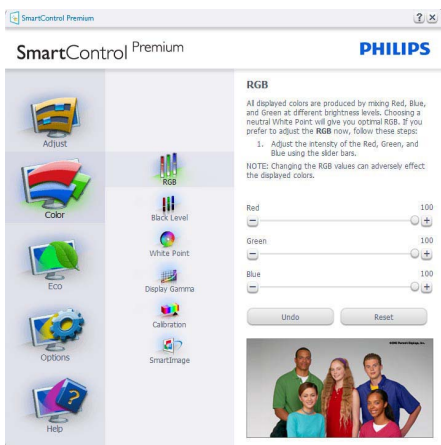 SmartControl Premium
SmartControl Premium
PHILIPS
Adjust
Color
Eco
Options
Help
RGB
Black Level
White Point
Display Gamma
Calibration
SmartImage
RGB
All displayed colors are produced by mixing Red, Blue,
and Green at different brightness levels. Choosing a
neutral White Point will give you optimal RGB. If you
prefer to adjust the RGB now, follow these steps:
1. Adjust the intensity of the Red, Green, and
Blue using the slider bars.
NOTE: Changing the RGB values can adversely effect
the displayed colors.
Red 100
Green 100
Blue 100
Undo Reset